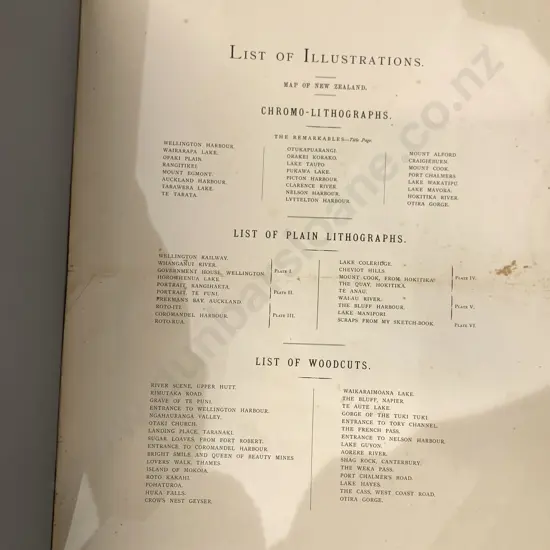 LIST OF ILLUSTRATIONS.
MAP OF NEW ZEALAND.
CHROMO-LITHOGRAPHS.
THE REMARKABLES—Title Page.
WELLINGTON HARBOUR.
WAIRARAPA LAKE.
OPAKI PLAIN.
RANGITIKEI.
MOUNT EGMONT.
AUCKLAND HARBOUR.
TARAWERA LAKE.
TE TARATA.
OTUKAPUARANGI.
ORAKEI KORAKO.
LAKE TAUPO.
PUKAWA LAKE.
PICTON HARBOUR.
CLARENCE RIVER.
NELSON HARBOUR.
LYTTELTON HARBOUR.
MOUNT ALFORD.
CRAIGIEBURN.
MOUNT COOK.
PORT CHALMERS.
LAKE WAKATIPU.
LAKE MAVORA.
HOKITIKA RIVER.
OTIRA GORGE.
LIST OF PLAIN LITHOGRAPHS.
WELLINGTON RAILWAY.
WHANGANUI RIVER.
GOVERNMENT HOUSE, WELLINGTON.
HOROWHENUA LAKE.
PLATE I.
PORTRAIT, RANGIHAETA.
PORTRAIT, TE PUNI.
FREEMAN'S BAY, AUCKLAND.
PLATE II.
ROTO-ITI.
COROMANDEL HARBOUR.
ROTO-RUA.
PLATE III.
LAKE COLERIDGE.
CHEVIOT HILLS.
MOUNT COOK, FROM HOKITIKA.
THE QUAY, HOKITIKA.
PLATE IV.
TE ANAU.
WAI-AU RIVER.
THE BLUFF HARBOUR.
LAKE MANIPORI.
PLATE V.
SCRAPS FROM MY SKETCH-BOOK.
PLATE VI.
LIST OF WOODCUTS.
RIVER SCENE, UPPER HUTT.
RIMUTAKA ROAD.
GRAVE OF TE PUNI.
ENTRANCE TO WELLINGTON HARBOUR.
NGAHAURANGA VALLEY.
OTAKI CHURCH.
LANDING PLACE, TARANAKI.
SUGAR LOAVES, FROM FORT ROBERT.
ENTRANCE TO COROMANDEL HARBOUR.
BRIGHT SMILE AND QUEEN OF BEAUTY MINES.
LOVERS' WALK, THAMES.
ISLAND OF MOKOIA.
ROTO KARAHI.
POHATUROA.
HUKA FALLS.
CROW'S NEST GEYSER.
WAIKARAIMOANA LAKE.
THE BLUFF, NAPIER.
TE AUTE LAKE.
GORGE OF THE TUKI TUKI.
ENTRANCE TO TORY CHANNEL.
THE FRENCH PASS.
ENTRANCE TO NELSON HARBOUR.
LAKE GUYON.
AORERE RIVER.
SHAG ROCK, CANTERBURY.
THE WEKA PASS.
PORT CHALMER'S ROAD.
LAKE HAYES.
THE CASS, WEST COAST ROAD.
OTIRA GORGE.